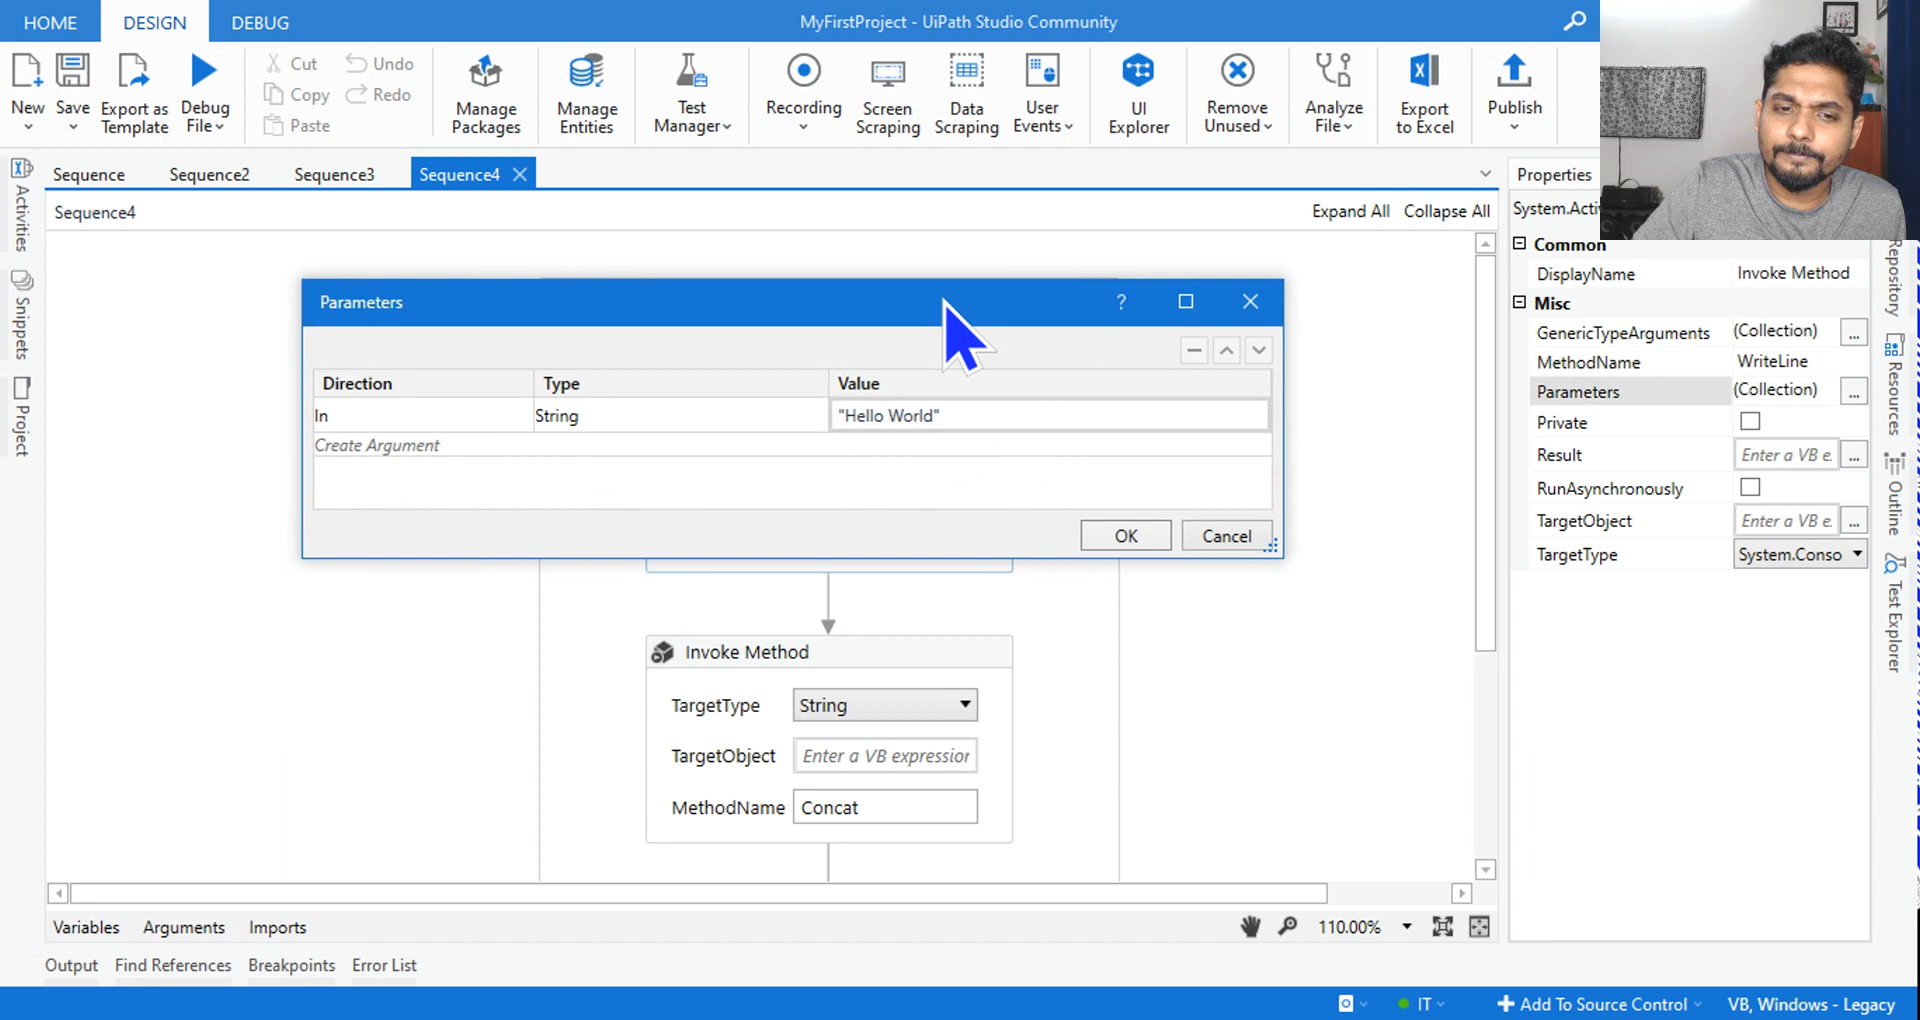 HOME DESIGN DEBUG MyFirstProject - UiPath Studio Community
New Save Export as Template Debug File
Cut Undo
Copy Redo
Paste
Manage Packages Manage Entities Test Manager Recording Screen Scraping Data Scraping User Events UI Explorer Remove Unused Analyze File Export to Excel Publish
Sequence Sequence2 Sequence3 Sequence4 Properties
Sequence4 Expand All Collapse All System.Acti
Activities
Snippets
Project
Parameters ?
Direction Type Value
In String "Hello World"
Create Argument
OK Cancel
Invoke Method
TargetType String
TargetObject Enter a VB expression
MethodName Concat
Common
DisplayName Invoke Method
Misc
GenericTypeArguments (Collection) ...
MethodName WriteLine
Parameters (Collection) ...
Private
Result Enter a VB e. ...
RunAsynchronously
TargetObject Enter a VB e. ...
TargetType System.Conso
Repository
Resources
Outline
Test Explorer
Variables Arguments Imports 110.00%
Output Find References Breakpoints Error List
IT Add To Source Control VB, Windows - Legacy